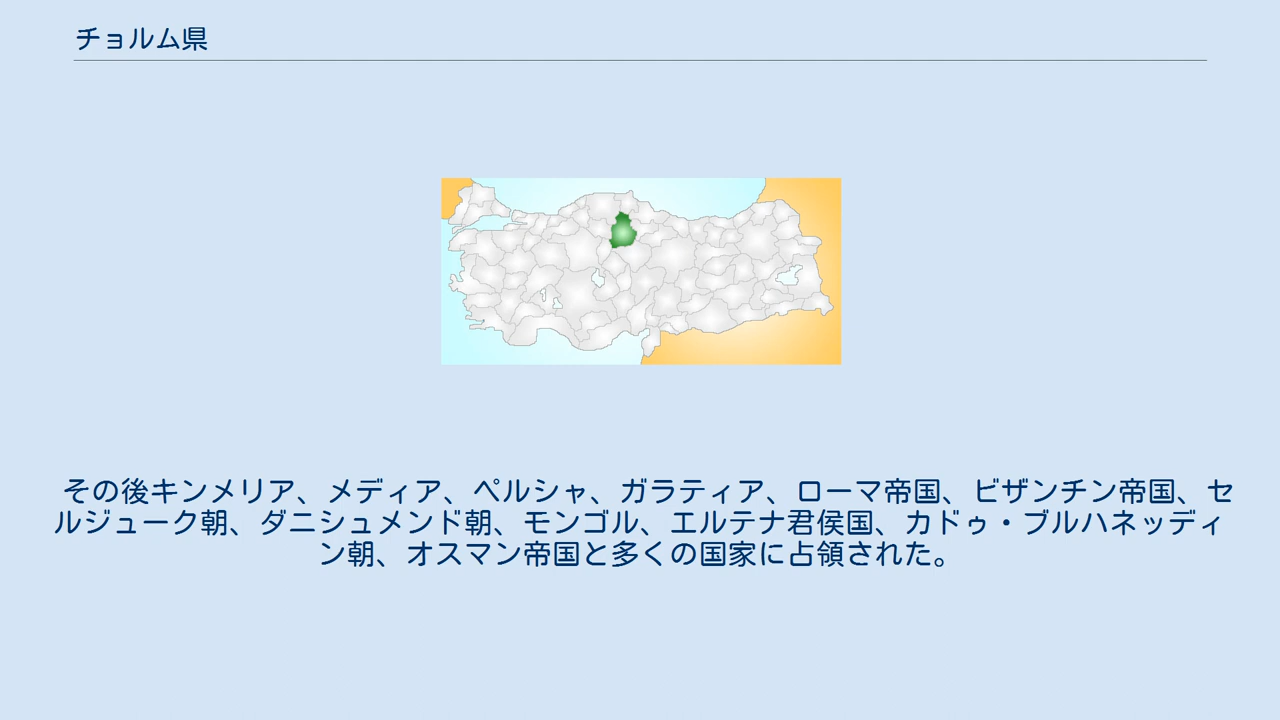 チョルム県
その後キンメリア、メディア、ペルシャ、ガラティア、ローマ帝国、ビザンチン帝国、セ
ルジューク朝、ダニシュメンド朝、モンゴル、エルテナ君侯国、カドゥ・ブルハネッディ
ン朝、オスマン帝国と多くの国家に占領された。